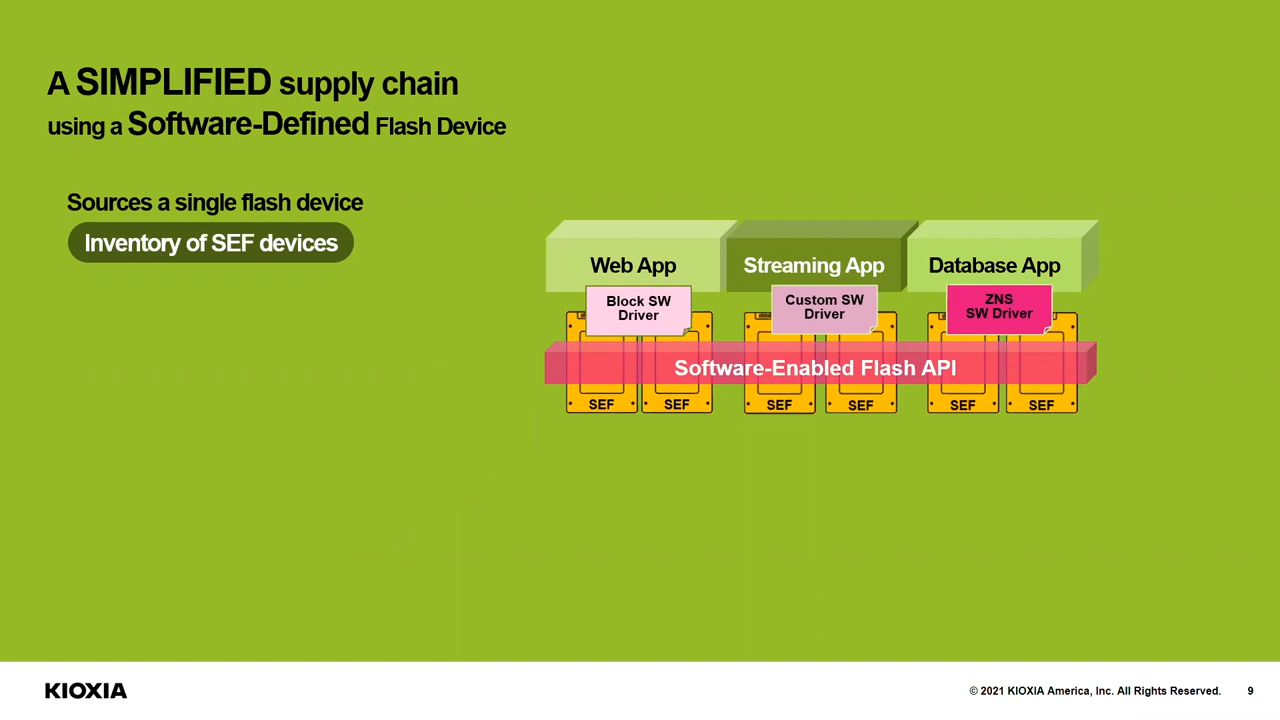 A SIMPLIFIED supply chain
using a Software-Defined Flash Device
Sources a single flash device
Inventory of SEF devices
Web App
Streaming App
Database App
Block SW
Driver
Custom SW
Driver
ZNS
SW Driver
Software-Enabled Flash API
SEF
SEF
SEF
SEF
SEF
SEF
KIOXIA
© 2021 KIOXIA America, Inc. All Rights Reserved.
9